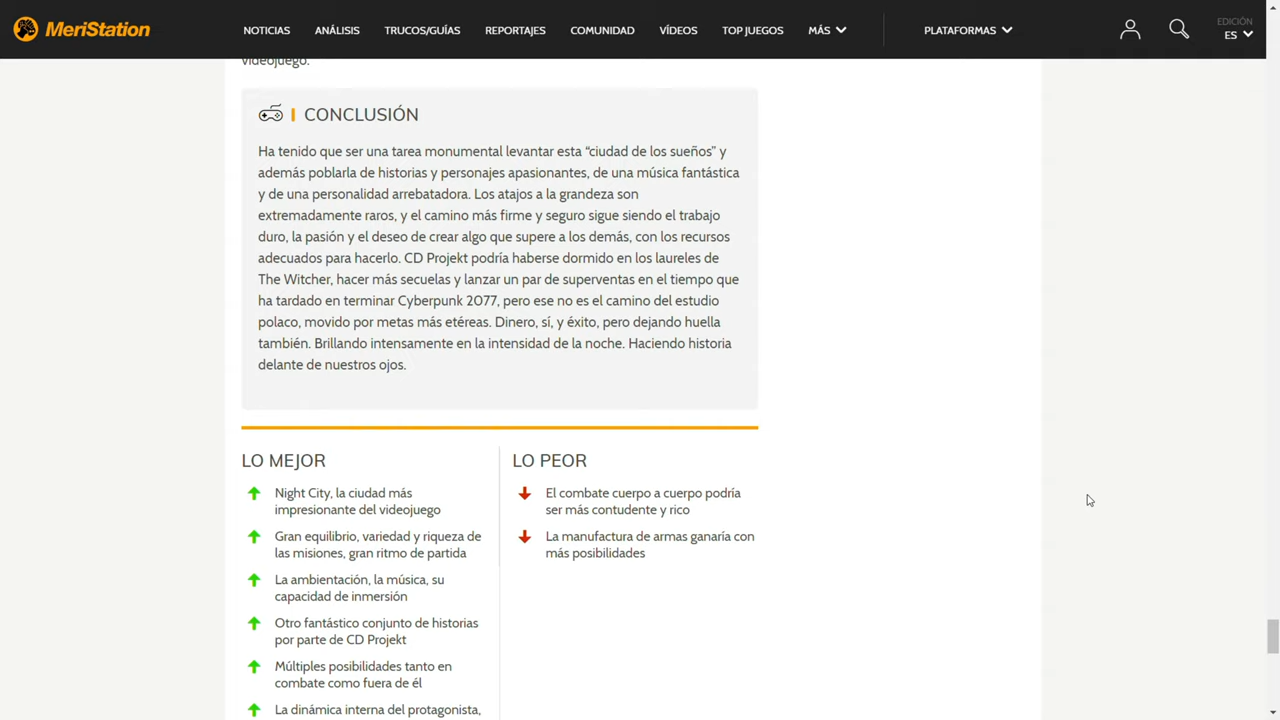 MeriStation
NOTICIAS
ANÁLISIS
TRUCOS/GUÍAS
REPORTAJES
COMUNIDAD
VÍDEOS
TOP JUEGOS
MÁS
PLATAFORMAS
EDICIÓN
ES
videojuego.
CONCLUSIÓN
Ha tenido que ser una tarea monumental levantar esta “ciudad de los sueños” y
además poblarla de historias y personajes apasionantes, de una música fantástica
y de una personalidad arrebatadora. Los atajos a la grandeza son
extremadamente raros, y el camino más firme y seguro sigue siendo el trabajo
duro, la pasión y el deseo de crear algo que supere a los demás, con los recursos
adecuados para hacerlo. CD Projekt podría haberse dormido en los laureles de
The Witcher, hacer más secuelas y lanzar un par de superventas en el tiempo que
ha tardado en terminar Cyberpunk 2077, pero ese no es el camino del estudio
polaco, movido por metas más etéreas. Dinero, sí, y éxito, pero dejando huella
también. Brillando intensamente en la intensidad de la noche. Haciendo historia
delante de nuestros ojos.
LO MEJOR
Night City, la ciudad más
impresionante del videojuego
Gran equilibrio, variedad y riqueza de
las misiones, gran ritmo de partida
La ambientación, la música, su
capacidad de inmersión
Otro fantástico conjunto de historias
por parte de CD Projekt
Múltiples posibilidades tanto en
combate como fuera de él
La dinámica interna del protagonista,
LO PEOR
El combate cuerpo a cuerpo podría
ser más contudente y rico
La manufactura de armas ganaría con
más posibilidades